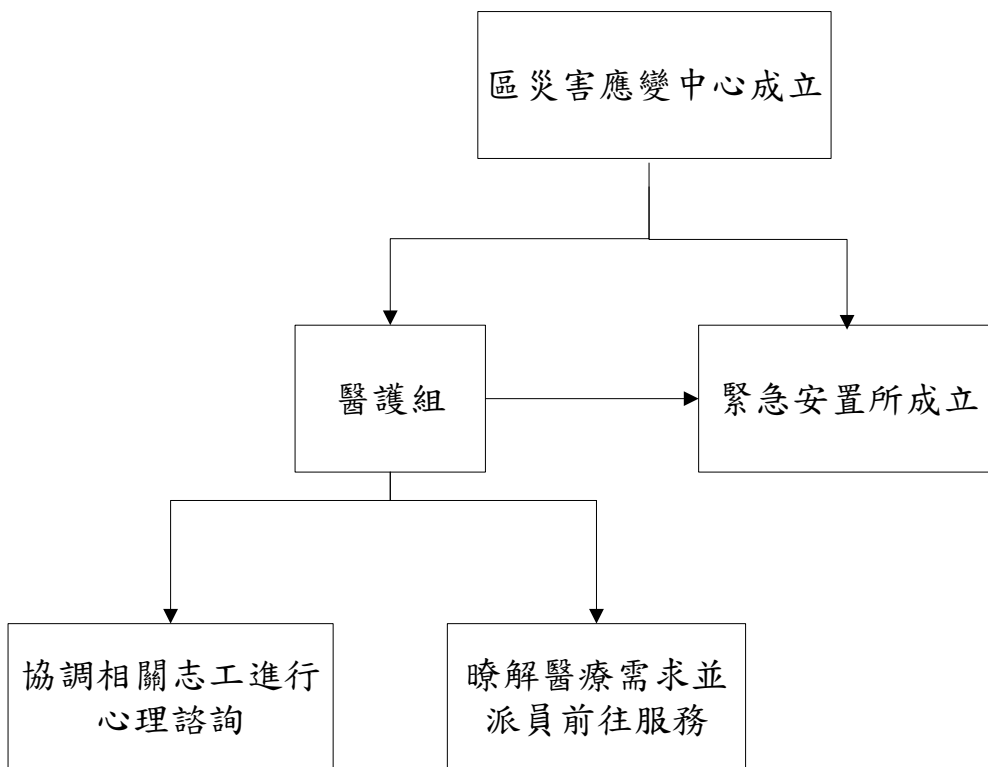 區災害應變中心成立
醫護組
緊急安置所成立
協調相關志工進行
心理諮詢
瞭解醫療需求並
派員前往服務